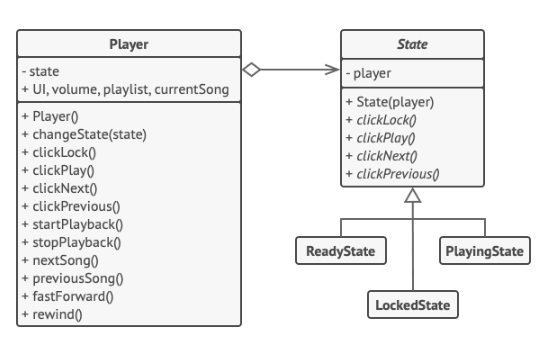 Player
- state
+ UI, volume, playlist, currentSong
+ Player()
+ changeState(state)
+ clickLock()
+ clickPlay()
+ clickNext()
+ clickPrevious()
+ startPlayback()
+ stopPlayback()
+ nextSong()
+ previousSong()
+ fastForward()
+ rewind()
State
- player
+ State(player)
+ clickLock()
+ clickPlay()
+ clickNext()
+ clickPrevious()
ReadyState
PlayingState
LockedState